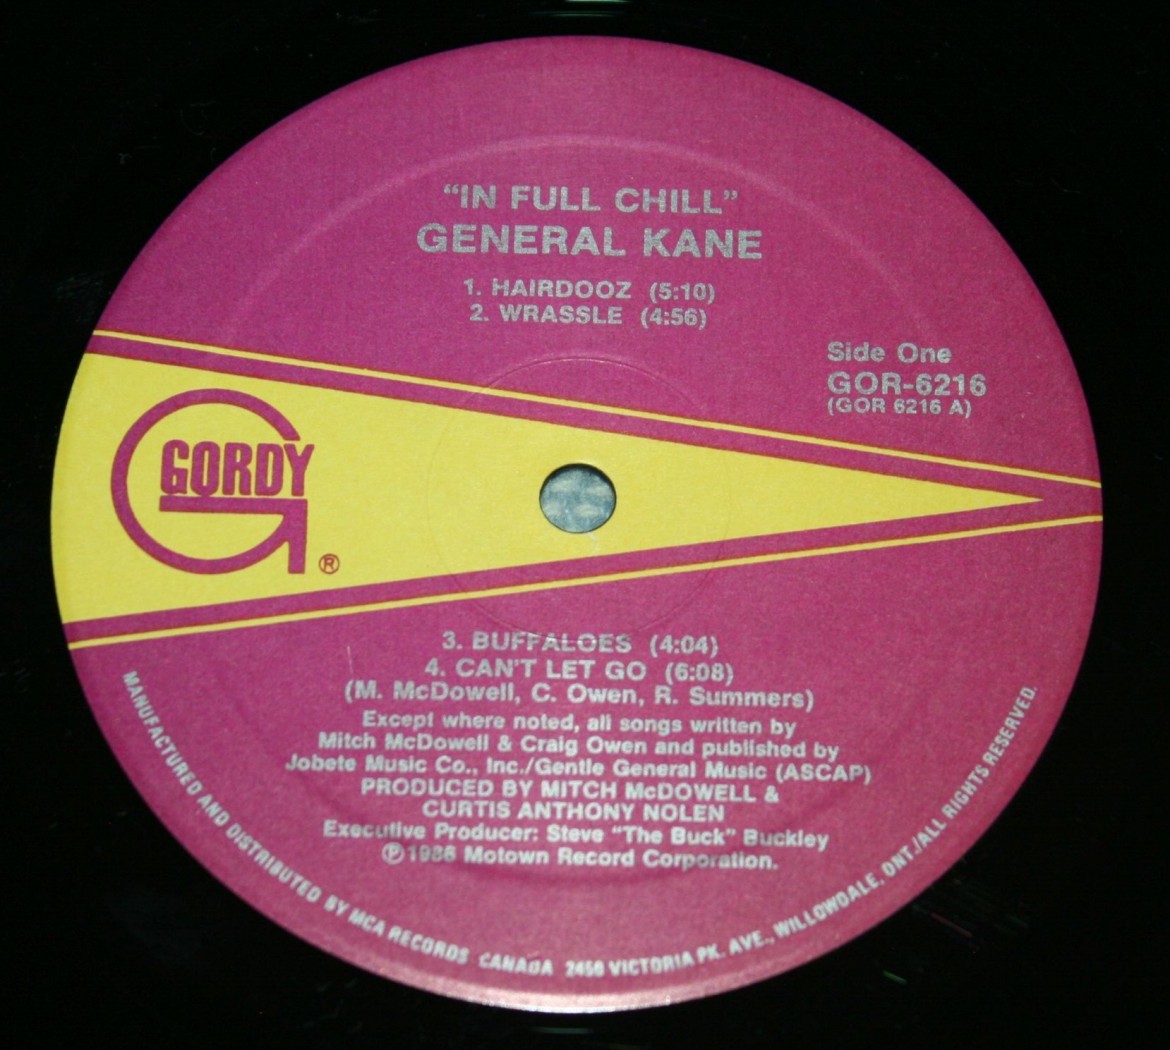 “IN FULL CHILL”
GENERAL KANE
1. HAIRDOOZ (5:10)
2. WRASSLE (4:56)
Side One
GOR-6216
(GOR 6216 A)
GORDY
®
3. BUFFALOES (4:04)
4. CAN'T LET GO (6:08)
(M. McDowell, C. Owen, R. Summers)
Except where noted, all songs written by
Mitch McDowell & Craig Owen and published by
Jobete Music Co., Inc./Gentle General Music (ASCAP)
PRODUCED BY MITCH McDOWELL &
CURTIS ANTHONY NOLEN
Executive Producer: Steve “The Buck” Buckley
℗1986 Motown Record Corporation.
MANUFACTURED AND DISTRIBUTED BY MCA RECORDS CANADA 2450 VICTORIA PK. AVE., WILLOWDALE, ONT./ALL RIGHTS RESERVED.